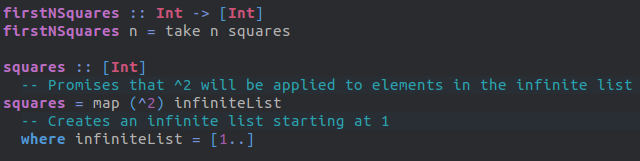 firstNSquares :: Int -> [Int]
firstNSquares n = take n squares

squares :: [Int]
  -- Promises that ^2 will be applied to elements in the infinite list
squares = map (^2) infiniteList
  -- Creates an infinite list starting at 1
  where infiniteList = [1..]